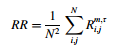 RR = \frac{1}{N^2} \sum_{i,j}^{N} R_{i,j}^{m,\tau}